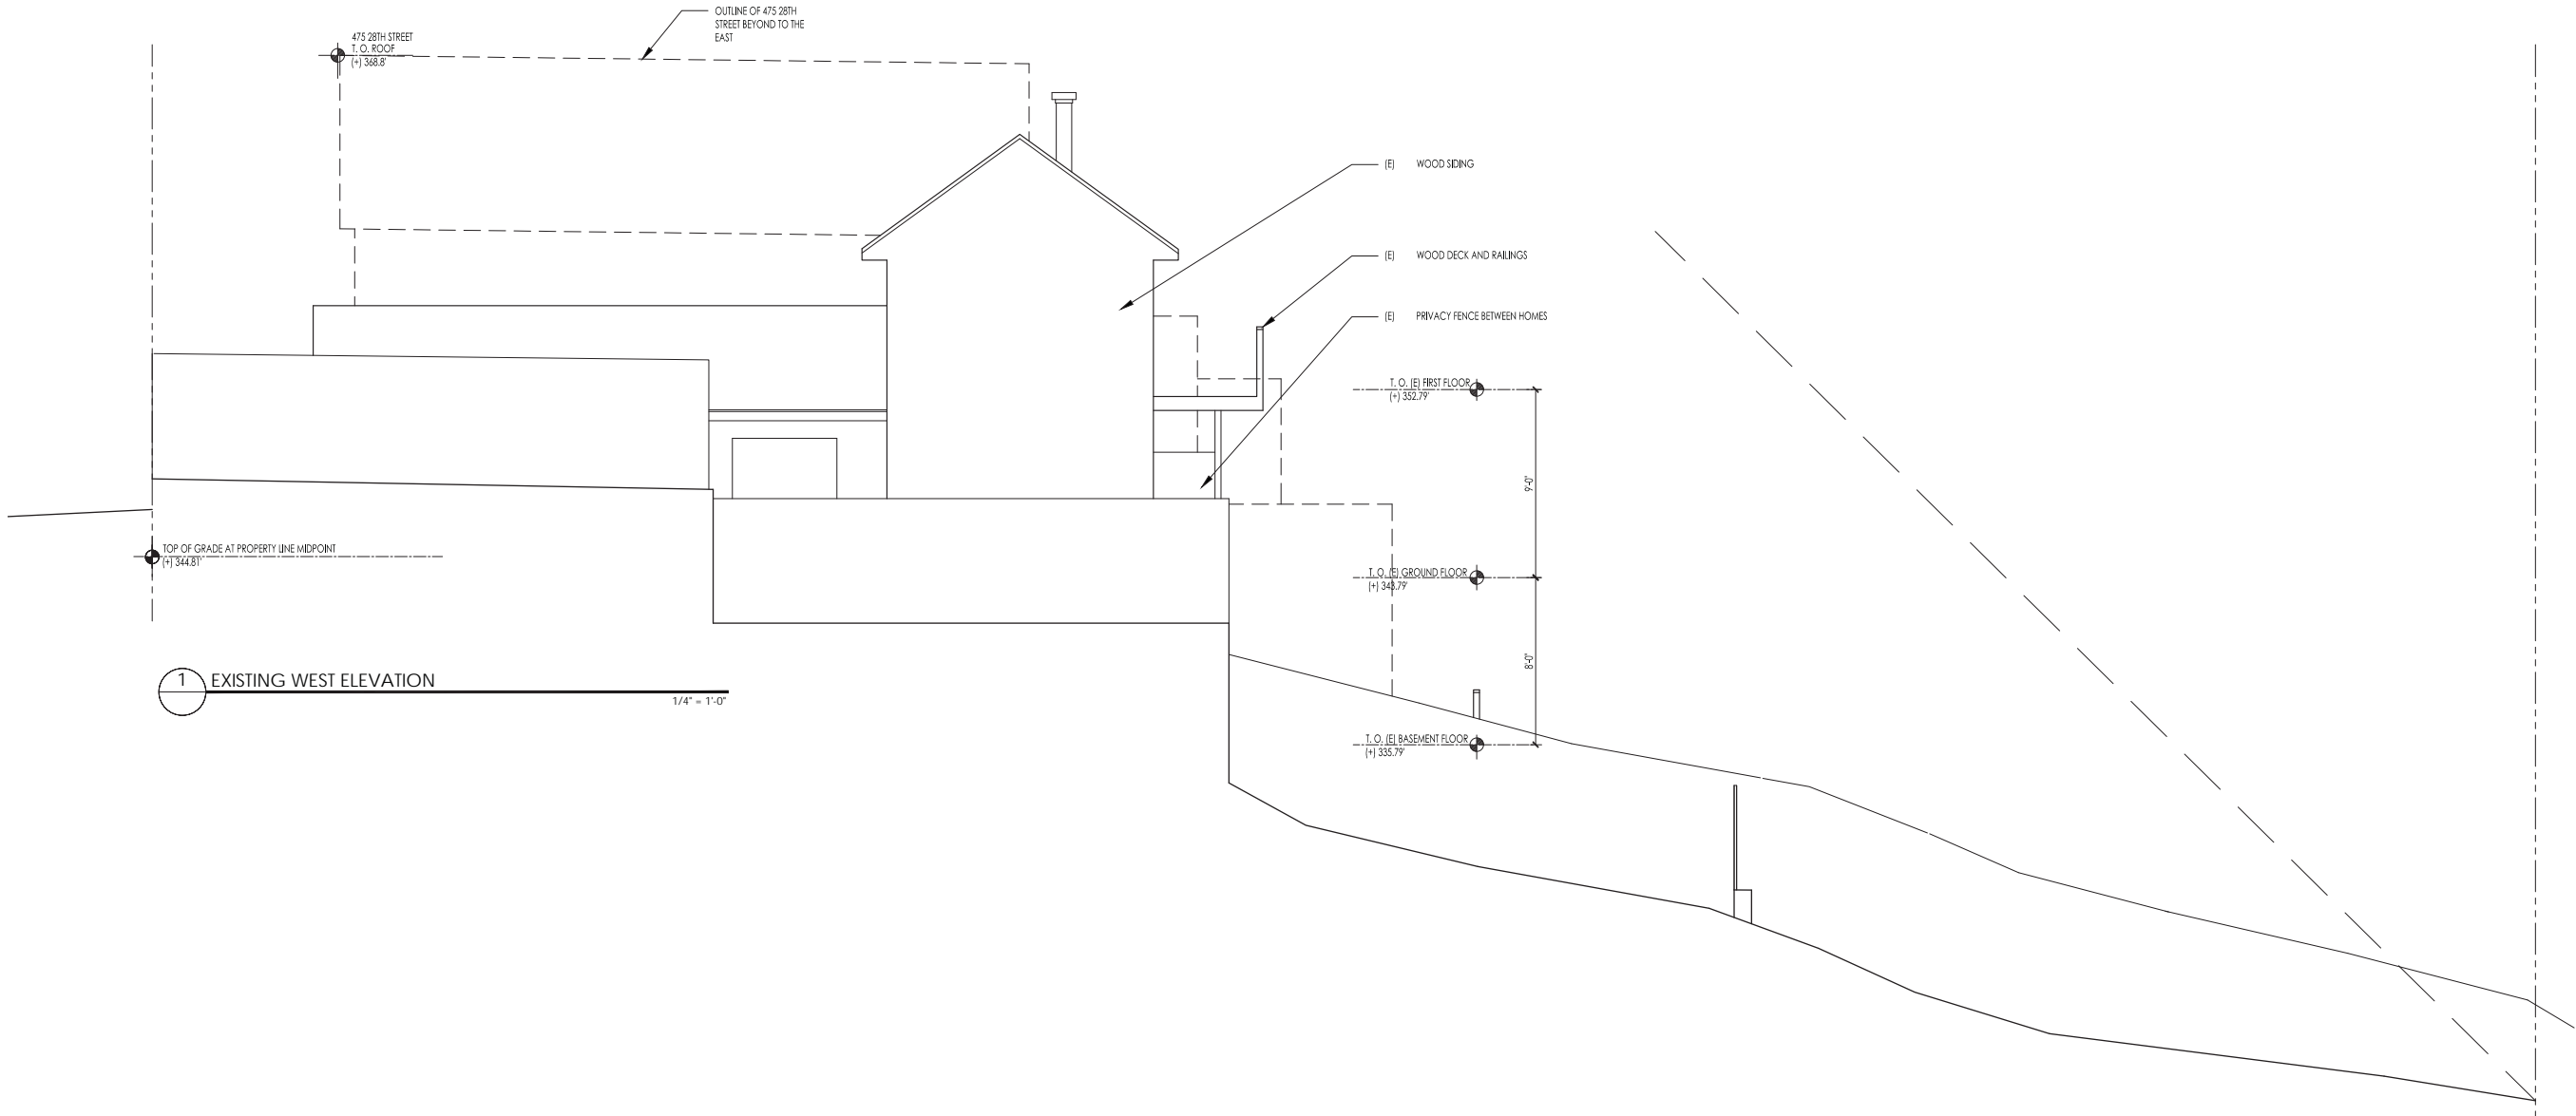 OUTLINE OF 475 28TH
STREET BEYOND TO THE
EAST
475 28TH STREET
T. O. ROOF
(+) 368.8'
(E) WOOD SIDING
(E) WOOD DECK AND RAILINGS
(E) PRIVACY FENCE BETWEEN HOMES
T. O. (E) FIRST FLOOR
(+) 352.79'
9'-0"
TOP OF GRADE AT PROPERTY LINE MIDPOINT
(+) 344.81'
T. O. (E) GROUND FLOOR
(+) 343.79'
8'-0"
1 EXISTING WEST ELEVATION
1/4" = 1'-0"
T. O. (E) BASEMENT FLOOR
(+) 335.79'